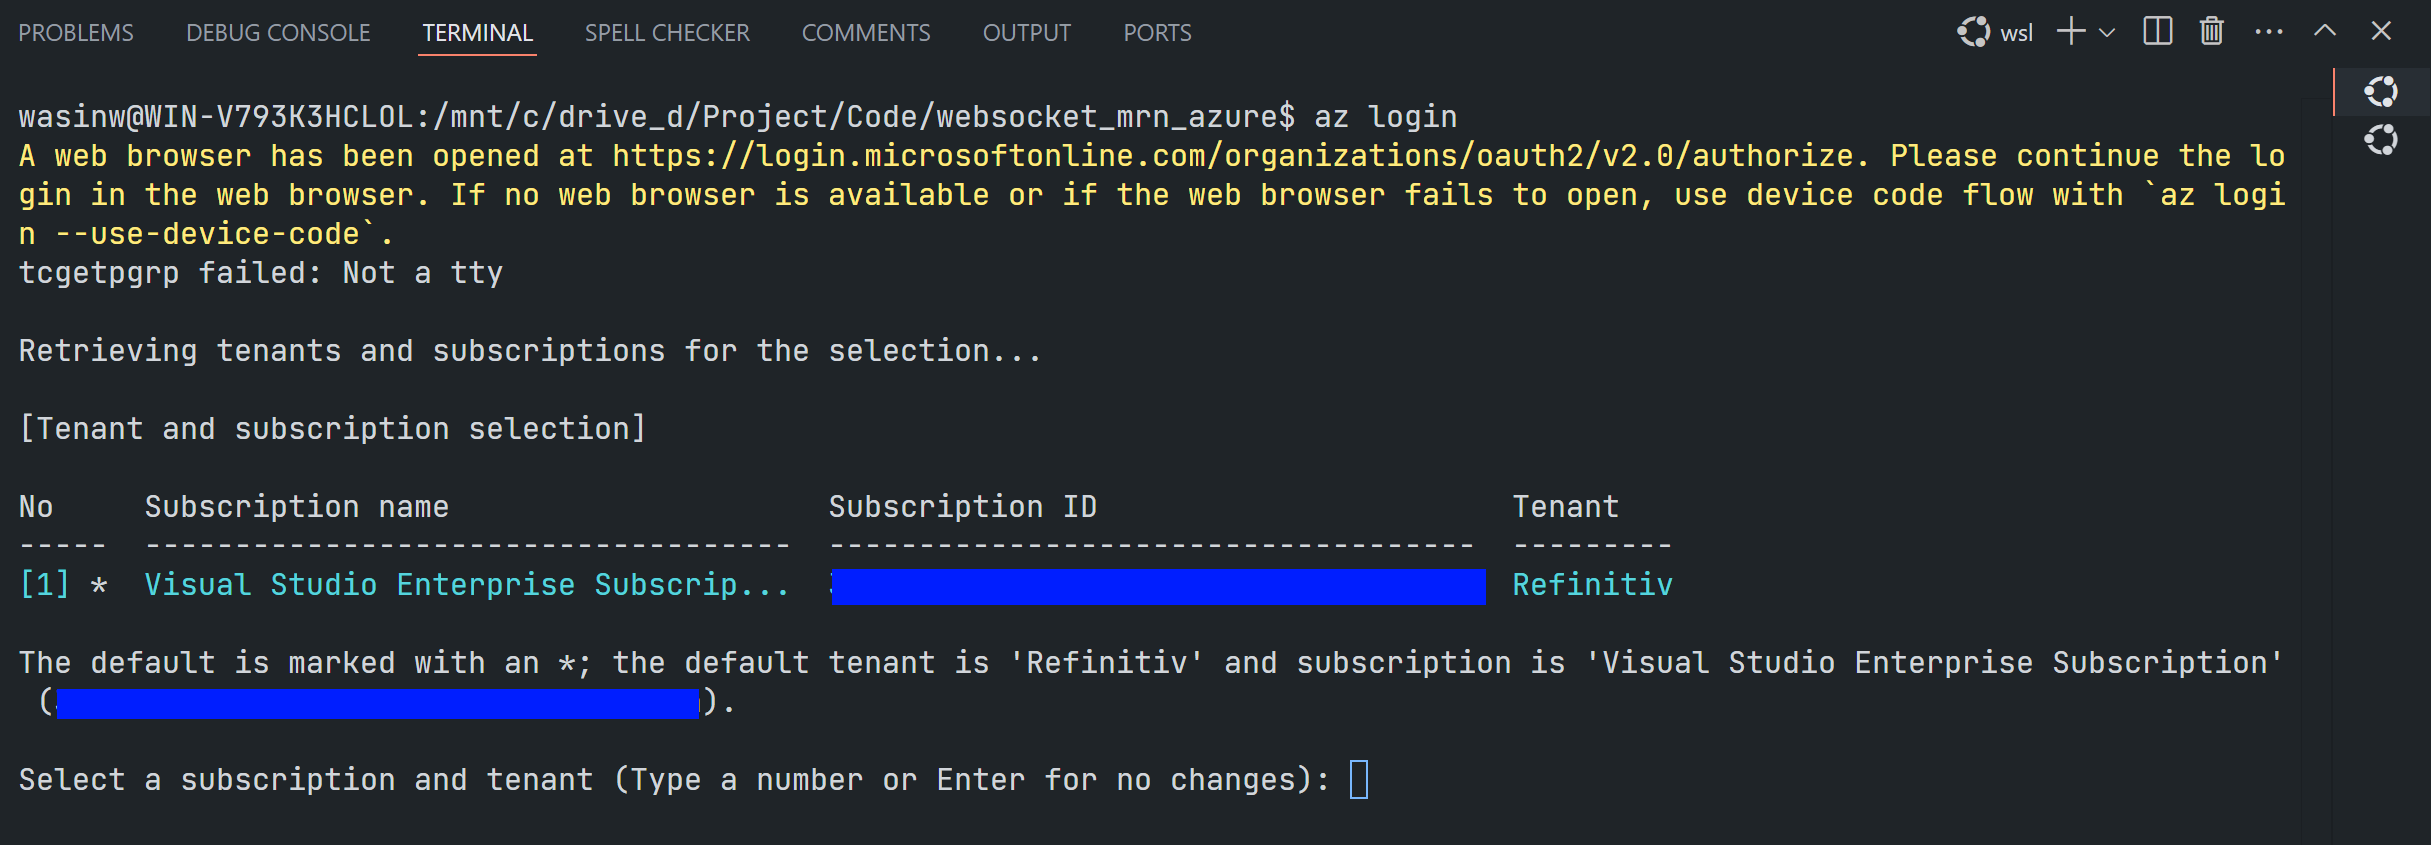 PROBLEMS DEBUG CONSOLE TERMINAL SPELL CHECKER COMMENTS OUTPUT PORTS wsl
wasinw@WIN-V793K3HCLOL:/mnt/c/drive_d/Project/Code/websocket_mrn_azure$ az login
A web browser has been opened at https://login.microsoftonline.com/organizations/oauth2/v2.0/authorize. Please continue the lo
gin in the web browser. If no web browser is available or if the web browser fails to open, use device code flow with `az logi
n --use-device-code`.
tcgetpgrp failed: Not a tty
Retrieving tenants and subscriptions for the selection...
[Tenant and subscription selection]
No Subscription name Subscription ID Tenant
----- ------------------------------------ ------------------------------------ ---------
[1] * Visual Studio Enterprise Subscrip... Refinitiv
The default is marked with an *; the default tenant is 'Refinitiv' and subscription is 'Visual Studio Enterprise Subscription'
( ).
Select a subscription and tenant (Type a number or Enter for no changes):